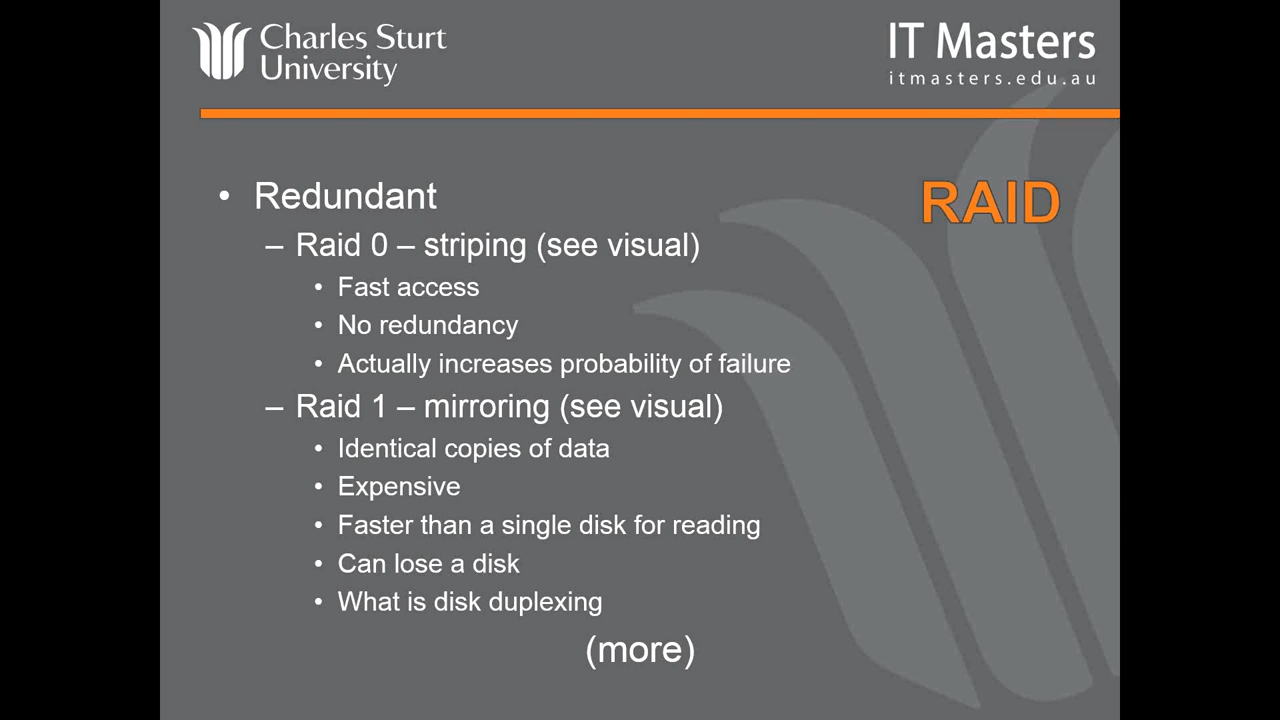 Charles Sturt
University
IT Masters
itmasters.edu.au
RAID
• Redundant
– Raid 0 – striping (see visual)
• Fast access
• No redundancy
• Actually increases probability of failure
– Raid 1 – mirroring (see visual)
• Identical copies of data
• Expensive
• Faster than a single disk for reading
• Can lose a disk
• What is disk duplexing
(more)